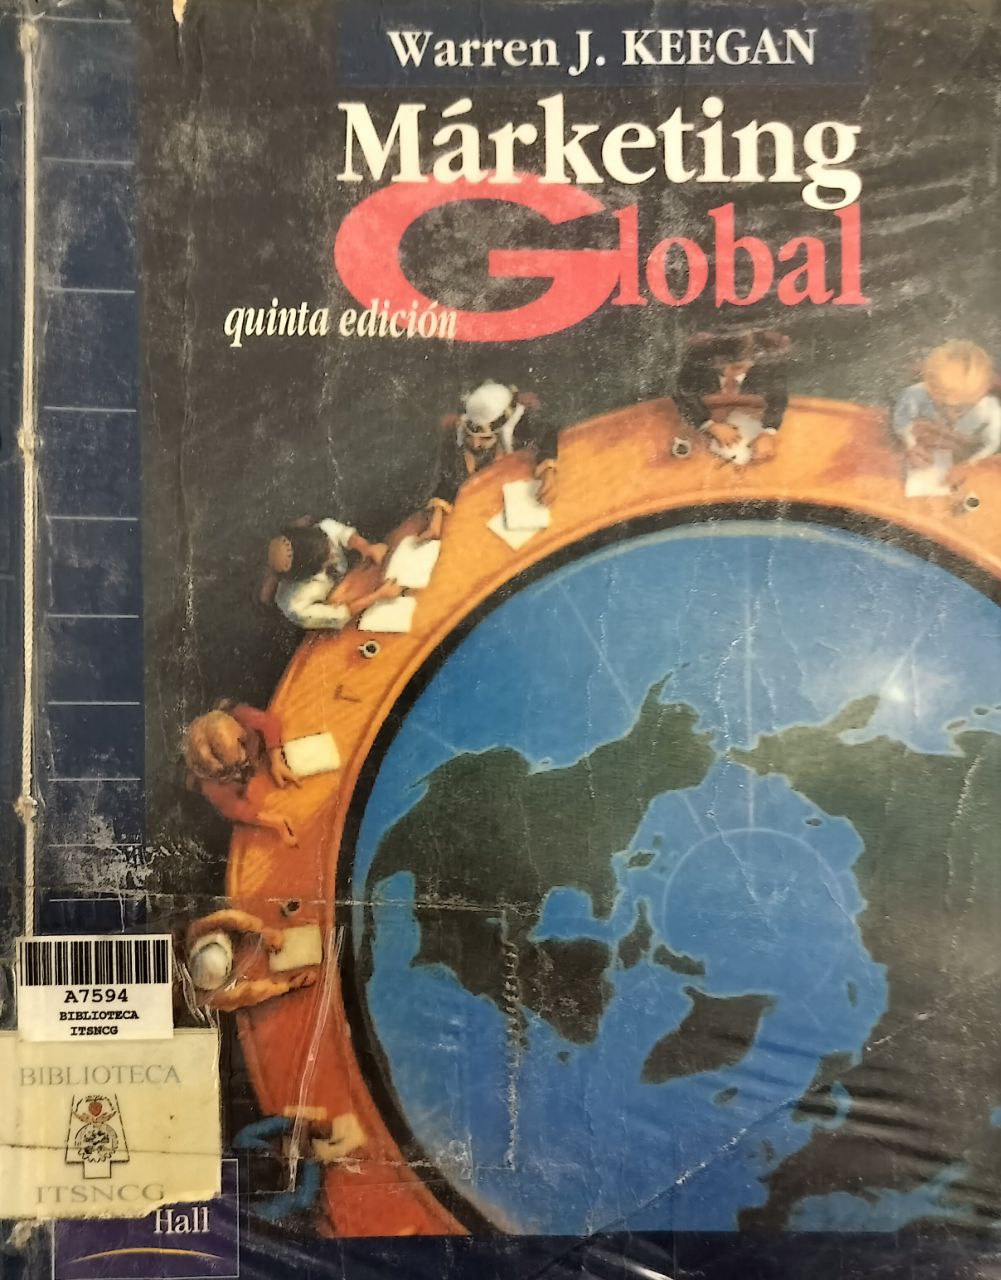 Warren J. KEEGAN
Márketing
Global
quinta edición
A7594
BIBLIOTECA
ITSNCG
BIBLIOTECA
ITSNCG
Hall